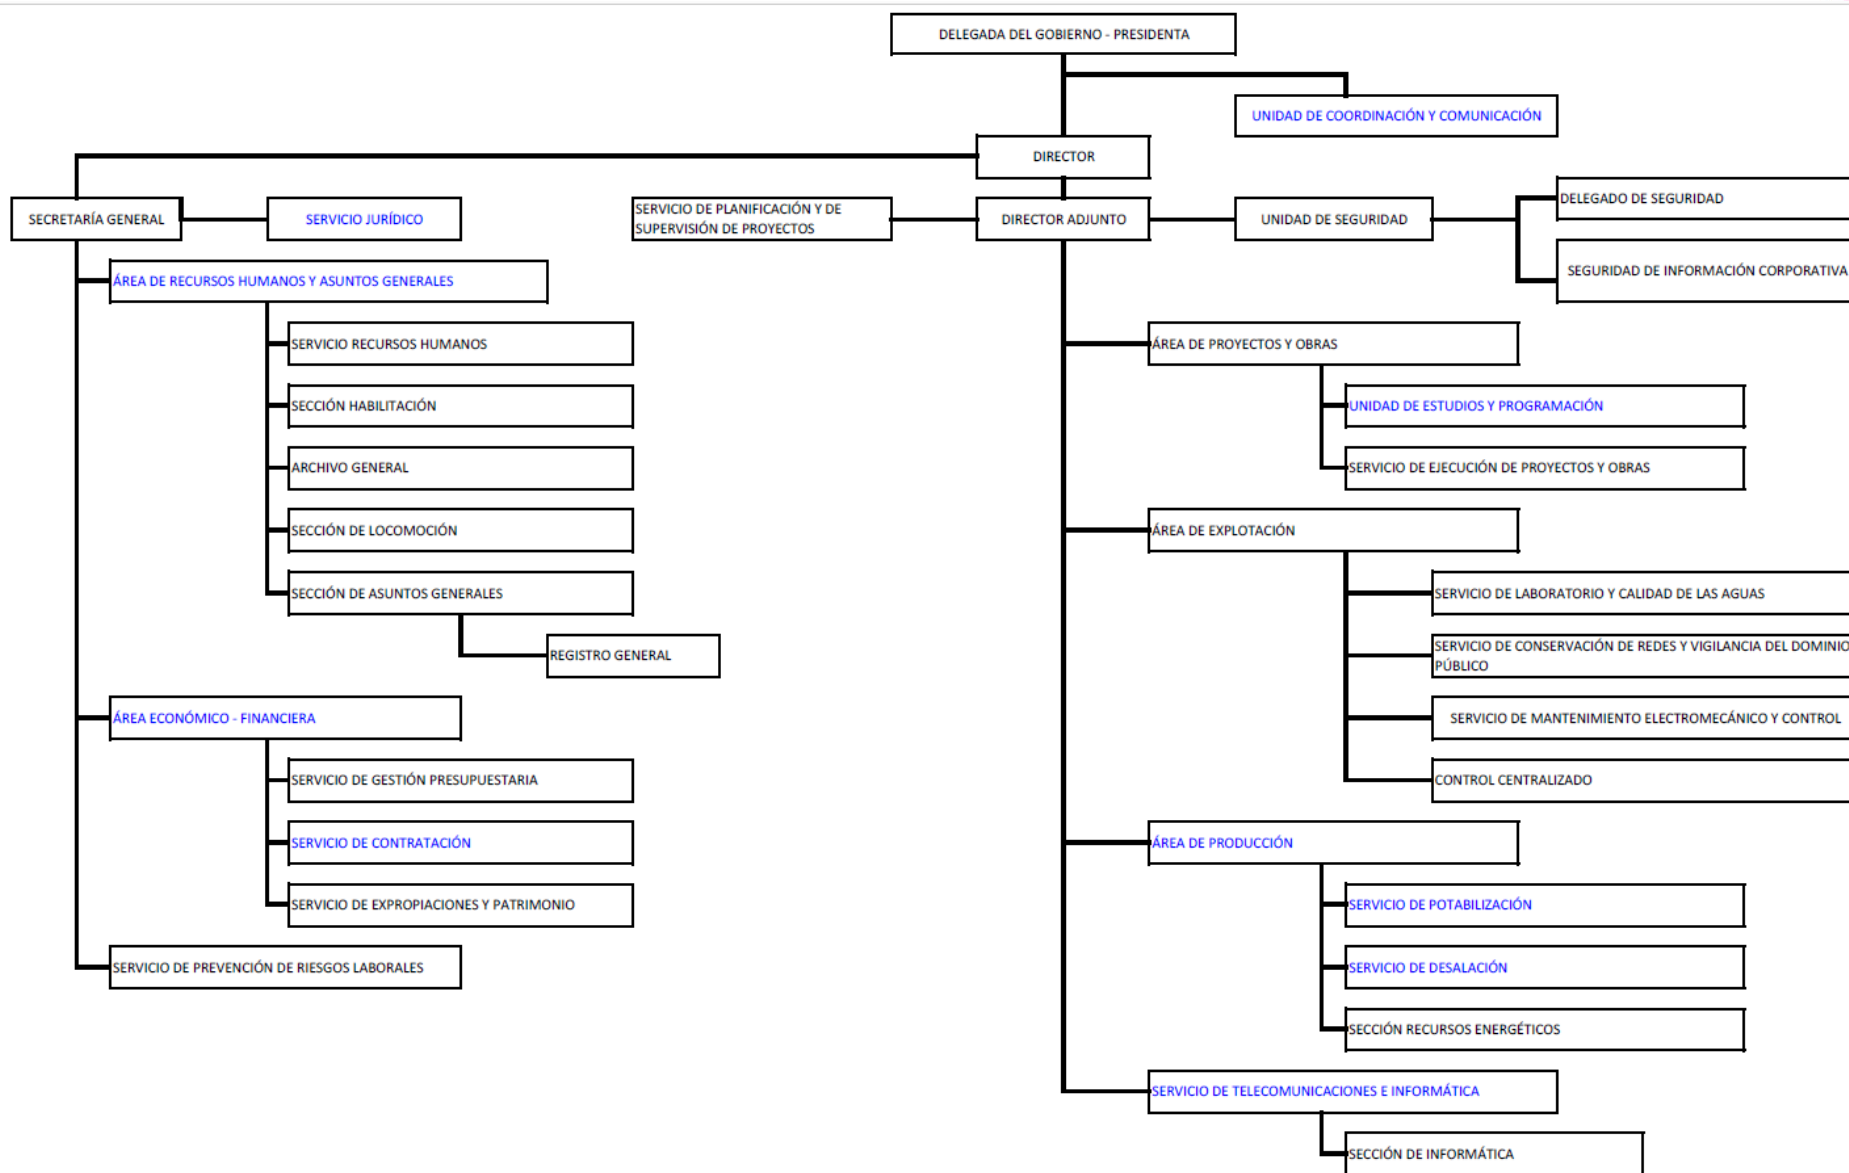 DELEGADA DEL GOBIERNO - PRESIDENTA
UNIDAD DE COORDINACIÓN Y COMUNICACIÓN
DIRECTOR
SECRETARÍA GENERAL
SERVICIO JURÍDICO
SERVICIO DE PLANIFICACIÓN Y DE
SUPERVISIÓN DE PROYECTOS
DIRECTOR ADJUNTO
UNIDAD DE SEGURIDAD
DELEGADO DE SEGURIDAD
SEGURIDAD DE INFORMACIÓN CORPORATIVA
ÁREA DE RECURSOS HUMANOS Y ASUNTOS GENERALES
SERVICIO RECURSOS HUMANOS
SECCIÓN HABILITACIÓN
ARCHIVO GENERAL
SECCIÓN DE LOCOMOCIÓN
SECCIÓN DE ASUNTOS GENERALES
REGISTRO GENERAL
ÁREA ECONÓMICO - FINANCIERA
SERVICIO DE GESTIÓN PRESUPUESTARIA
SERVICIO DE CONTRATACIÓN
SERVICIO DE EXPROPIACIONES Y PATRIMONIO
SERVICIO DE PREVENCIÓN DE RIESGOS LABORALES
ÁREA DE PROYECTOS Y OBRAS
UNIDAD DE ESTUDIOS Y PROGRAMACIÓN
SERVICIO DE EJECUCIÓN DE PROYECTOS Y OBRAS
ÁREA DE EXPLOTACIÓN
SERVICIO DE LABORATORIO Y CALIDAD DE LAS AGUAS
SERVICIO DE CONSERVACIÓN DE REDES Y VIGILANCIA DEL DOMINIO
PÚBLICO
SERVICIO DE MANTENIMIENTO ELECTROMECÁNICO Y CONTROL
CONTROL CENTRALIZADO
ÁREA DE PRODUCCIÓN
SERVICIO DE POTABILIZACIÓN
SERVICIO DE DESALACIÓN
SECCIÓN RECURSOS ENERGÉTICOS
SERVICIO DE TELECOMUNICACIONES E INFORMÁTICA
SECCIÓN DE INFORMÁTICA